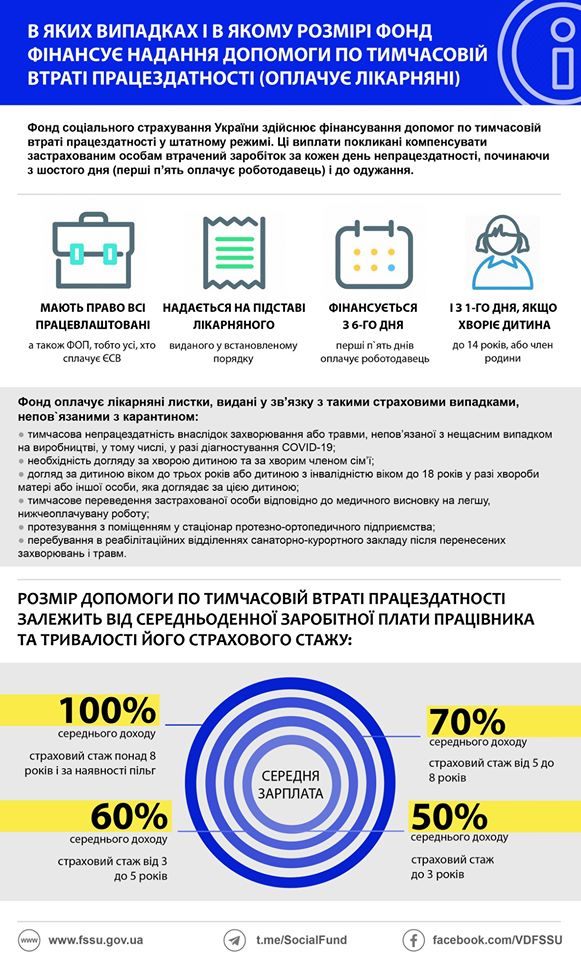 В ЯКИХ ВИПАДКАХ І В ЯКОМУ РОЗМІРІ ФОНД
ФІНАНСУЄ НАДАННЯ ДОПОМОГИ ПО ТИМЧАСОВІЙ
ВТРАТІ ПРАЦЕЗДАТНОСТІ (ОПЛАЧУЄ ЛІКАРНЯНІ)
Фонд соціального страхування України здійснює фінансування допомог по тимчасовій
втраті працездатності у штатному режимі. Ці виплати покликані компенсувати
застрахованим особам втрачений заробіток за кожен день непрацездатності, починаючи
з шостого дня (перші п'ять оплачує роботодавець) і до одужання.
МАЮТЬ ПРАВО ВСІ
ПРАЦЕВЛАШТОВАНІ
а також ФОП, тобто усі, хто
сплачує ЄСВ
НАДАЄТЬСЯ НА ПІДСТАВІ
ЛІКАРНЯНОГО
виданого у встановленому
порядку
ФІНАНСУЄТЬСЯ
З 6-ГО ДНЯ
перші п`ять днів
оплачує роботодавець
І З 1-ГО ДНЯ, ЯКЩО
ХВОРІЄ ДИТИНА
до 14 років, або член
родини
Фонд оплачує лікарняні листки, видані у зв'язку з такими страховими випадками,
непов`язаними з карантином:
● тимчасова непрацездатність внаслідок захворювання або травми, непов'язаної з нещасним випадком
на виробництві, у тому числі, у разі діагностування COVID-19;
● необхідність догляду за хворою дитиною та за хворим членом сім'ї;
● догляд за дитиною віком до трьох років або дитиною з інвалідністю віком до 18 років у разі хвороби
матері або іншої особи, яка доглядає за цією дитиною;
● тимчасове переведення застрахованої особи відповідно до медичного висновку на легшу,
нижчеоплачувану роботу;
● протезування з поміщенням у стаціонар протезно-ортопедичного підприємства;
● перебування в реабілітаційних відділеннях санаторно-курортного закладу після перенесених
захворювань і травм.
РОЗМІР ДОПОМОГИ ПО ТИМЧАСОВІЙ ВТРАТІ ПРАЦЕЗДАТНОСТІ
ЗАЛЕЖИТЬ ВІД СЕРЕДНЬОДЕННОЇ ЗАРОБІТНОЇ ПЛАТИ ПРАЦІВНИКА
ТА ТРИВАЛОСТІ ЙОГО СТРАХОВОГО СТАЖУ:
100%
середнього доходу
страховий стаж понад 8
років і за наявності пільг
70%
середнього доходу
страховий стаж від 5 до
8 років
СЕРЕДНЯ
ЗАРПЛАТА
60%
середнього доходу
страховий стаж від 3
до 5 років
50%
середнього доходу
страховий стаж
до 3 років
www www.fssu.gov.ua
t.me/SocialFund
facebook.com/VDFSSU